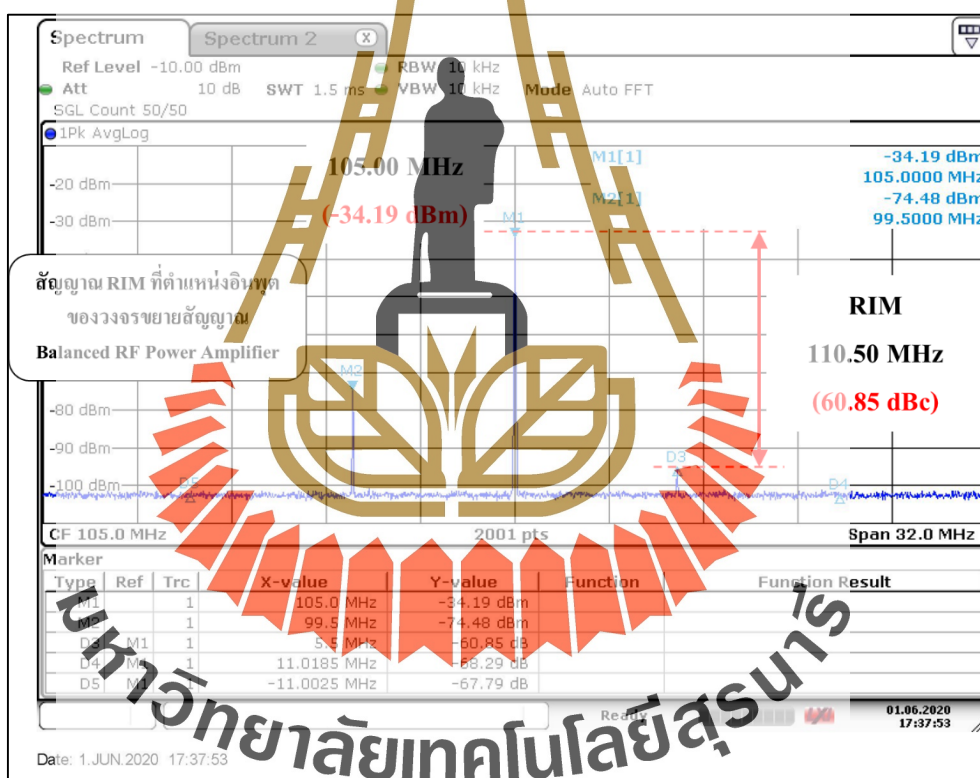 Spectrum
Spectrum 2 X
Ref Level -10.00 dBm RBW 10 kHz
Att 10 dB SWT 1.5 ms VBW 10 kHz Mode Auto FFT
SGL Count 50/50
1Pk AvgLog
M1[1] -34.19 dBm
105.0000 MHz
M2[1] -74.48 dBm
99.5000 MHz
105.00 MHz
(-34.19 dBm)
-20 dBm
-30 dBm
M1
สัญญาณ RIM ที่ตำแหน่งอินพุต
ของวงจรขยายสัญญาณ
Balanced RF Power Amplifier
RIM
110.50 MHz
(60.85 dBc)
M2
-80 dBm
-90 dBm
D3
-100 dBm
D5
D4
CF 105.0 MHz 2001 pts Span 32.0 MHz
Marker
Type Ref Trc X-value Y-value Function Function Result
M1 1 105.0 MHz -34.19 dBm
M2 1 99.5 MHz -74.48 dBm
D3 M1 1 5.5 MHz -60.85 dB
D4 M1 1 11.0185 MHz -68.29 dB
D5 M1 1 -11.0025 MHz -67.79 dB
Ready 01.06.2020
17:37:53
Date: 1.JUN.2020 17:37:53
มหาวิทยาลัยเทคโนโลยีสุรนารี